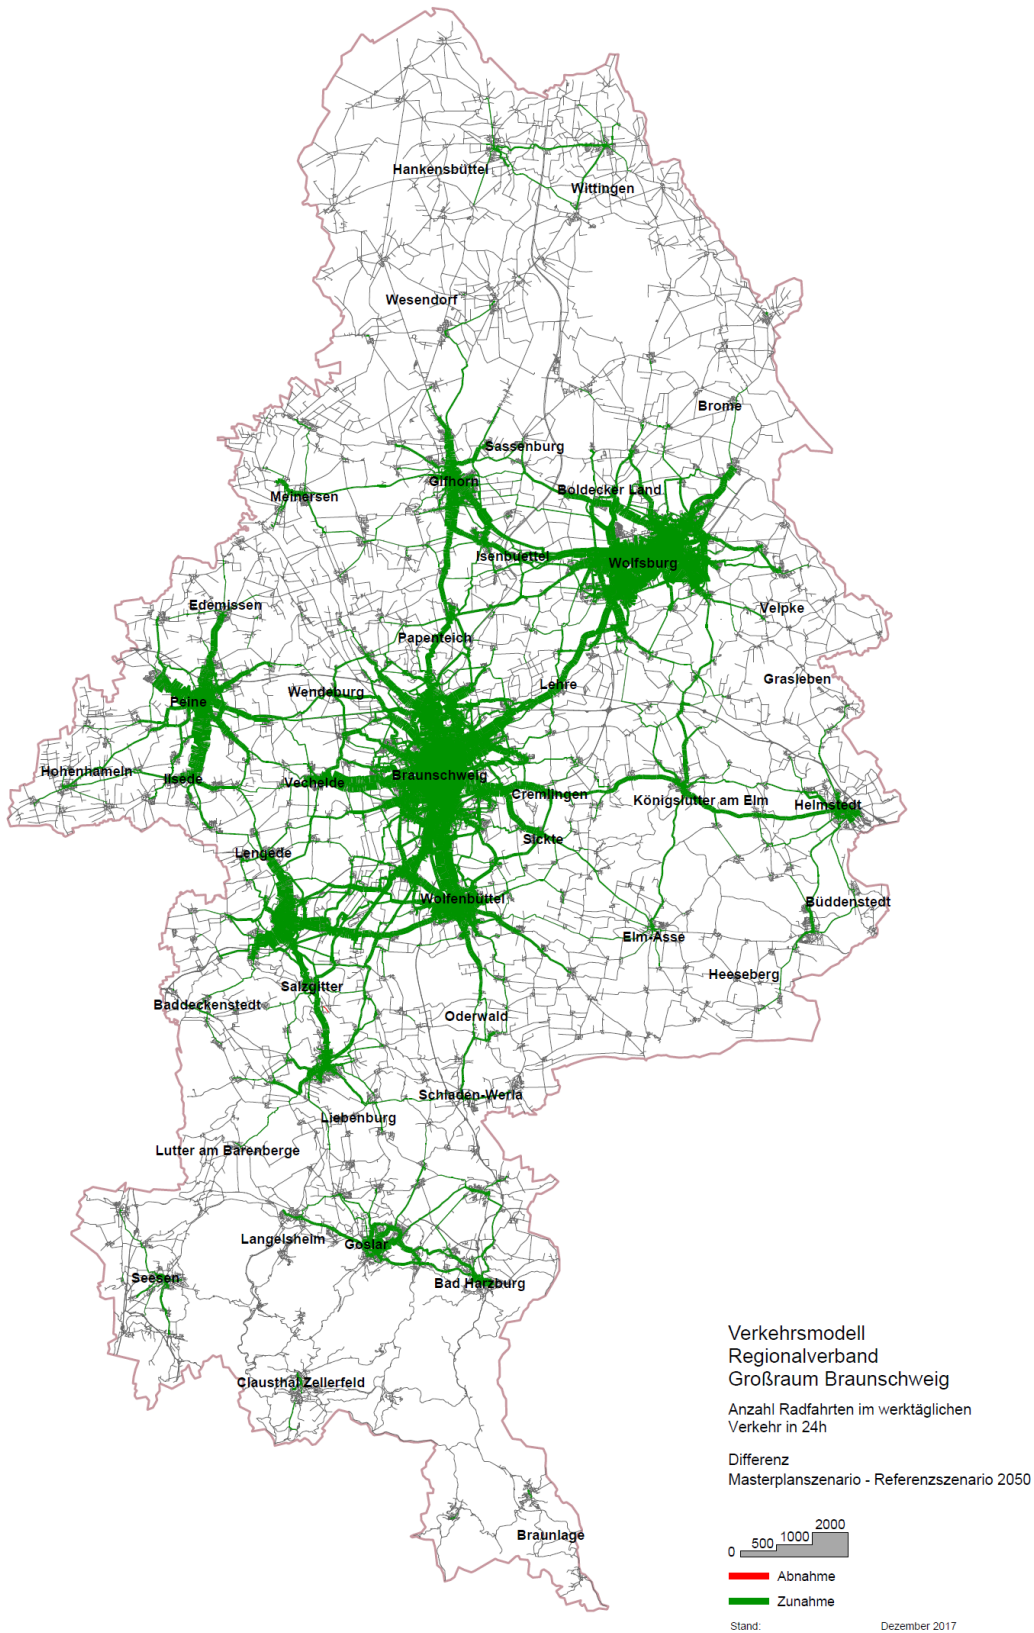 Hankensbüttel
Wittingen
Wesendorf
Brome
Sassenburg
Gifhorn
Boldecker Land
Meinersen
Isenbuettel
Wolfsburg
Edemissen
Velpke
Papenteich
Grasleben
Lehre
Wendeburg
Peine
Hohenhameln
Ilsede
Vechelde
Braunschweig
Cremlingen
Königslutter am Elm
Helmstedt
Sickte
Lengede
Wolfenbüttel
Büddenstedt
Elm-Asse
Heeseberg
Salzgitter
Baddeckenstedt
Oderwald
Schladen-Werla
Liebenburg
Lutter am Barenberge
Langelsheim
Goslar
Seesen
Bad Harzburg
Clausthal Zellerfeld
Braunlage
Verkehrsmodell
Regionalverband
Großraum Braunschweig
Anzahl Radfahrten im werktäglichen
Verkehr in 24h
Differenz
Masterplanszenario - Referenzszenario 2050
0 500 1000 2000
Abnahme
Zunahme
Stand: Dezember 2017